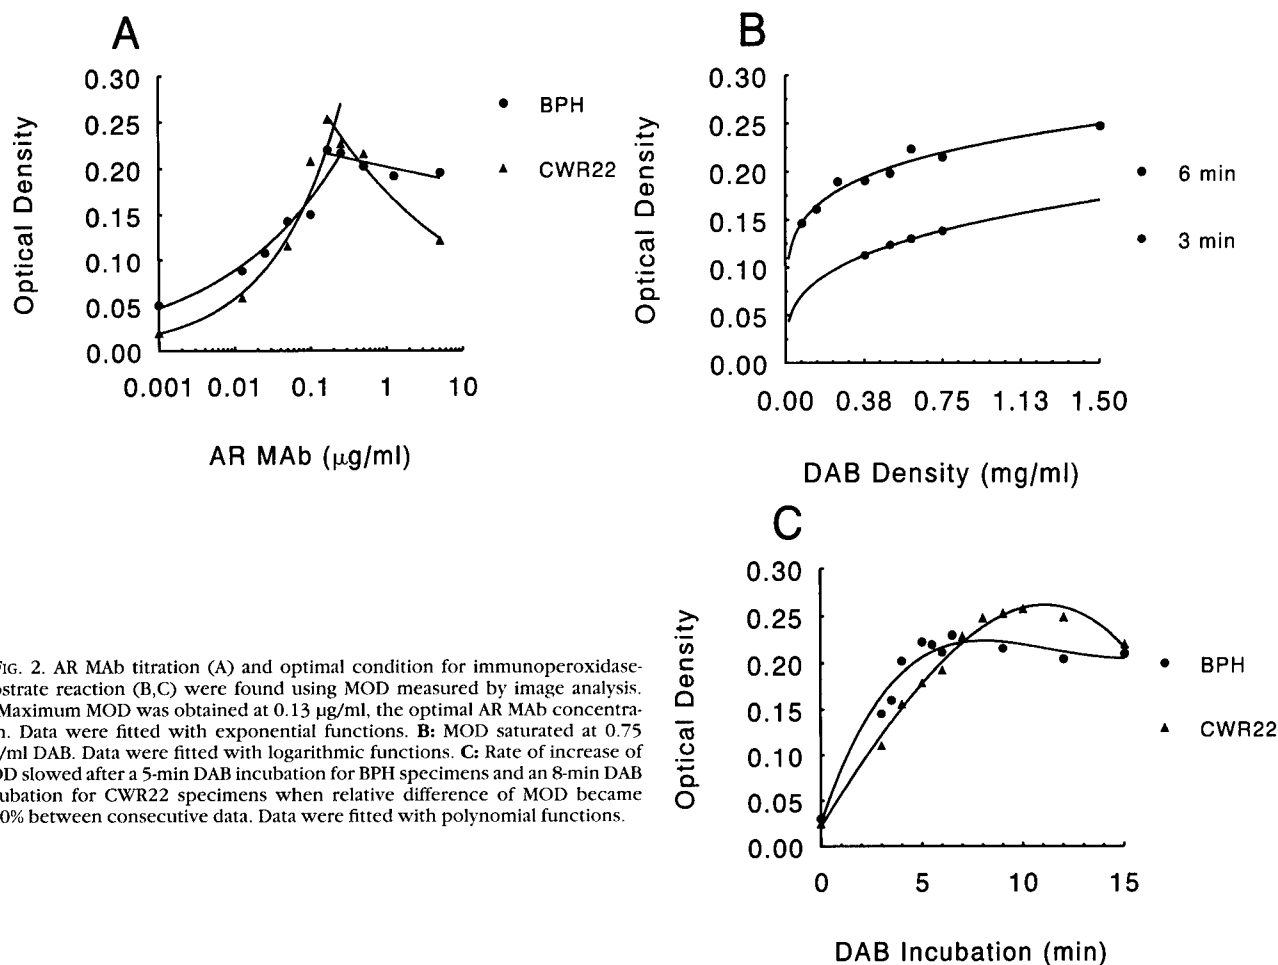 A
0.30
0.25
0.20
0.15
0.10
0.05
0.00
Optical Density
0.001 0.01 0.1 1 10
AR MAb (µg/ml)
BPH
CWR22
B
0.30
0.25
0.20
0.15
0.10
0.05
0.00
Optical Density
0.00 0.38 0.75 1.13 1.50
DAB Density (mg/ml)
6 min
3 min
C
0.30
0.25
0.20
0.15
0.10
0.05
0.00
Optical Density
0 5 10 15
DAB Incubation (min)
BPH
CWR22
FIG. 2. AR MAb titration (A) and optimal condition for immunoperoxidase-
strate reaction (B,C) were found using MOD measured by image analysis.
Maximum MOD was obtained at 0.13 µg/ml, the optimal AR MAb concentra-
n. Data were fitted with exponential functions. B: MOD saturated at 0.75
/ml DAB. Data were fitted with logarithmic functions. C: Rate of increase of
OD slowed after a 5-min DAB incubation for BPH specimens and an 8-min DAB
ubation for CWR22 specimens when relative difference of MOD became
0% between consecutive data. Data were fitted with polynomial functions.